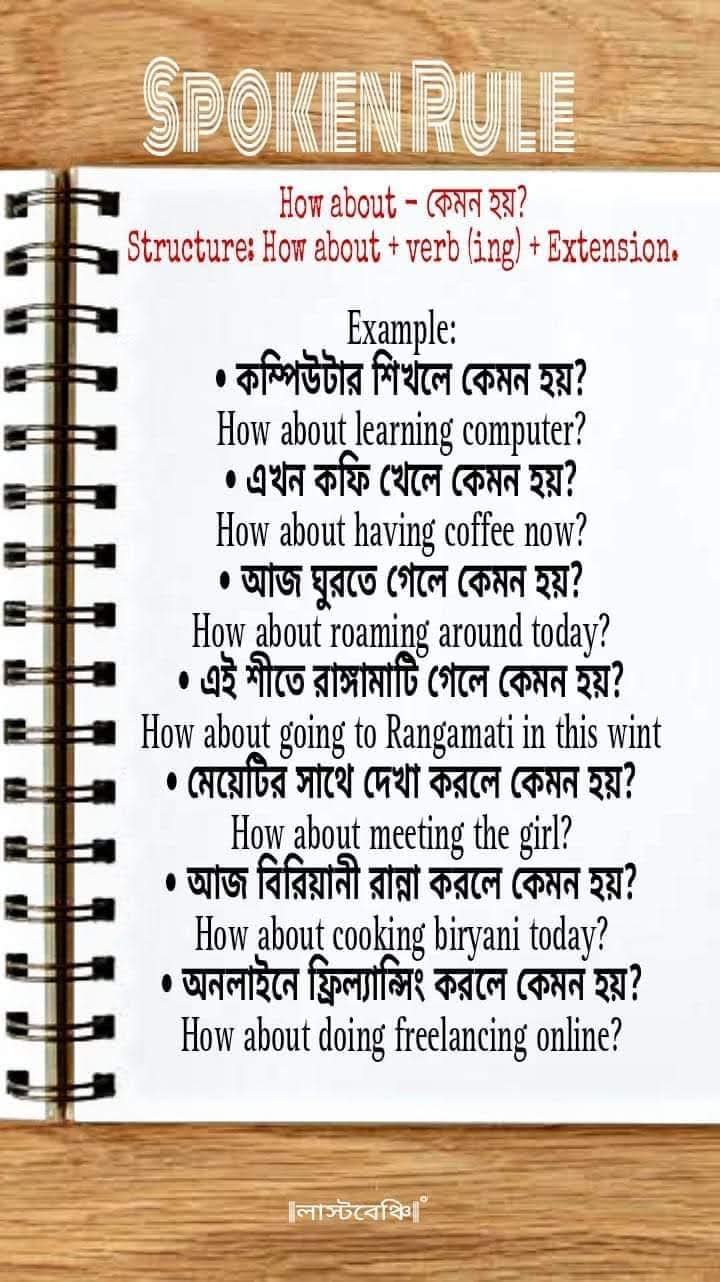 SPOKEN RULE
How about - কেমন হয়?
Structure: How about + verb (ing) + Extension.
Example:
• কম্পিউটার শিখলে কেমন হয়?
How about learning computer?
• এখন কফি খেলে কেমন হয়?
How about having coffee now?
• আজ ঘুরতে গেলে কেমন হয়?
How about roaming around today?
• এই শীতে রাঙ্গামাটি গেলে কেমন হয়?
How about going to Rangamati in this wint
• মেয়েটির সাথে দেখা করলে কেমন হয়?
How about meeting the girl?
• আজ বিরিয়ানী রান্না করলে কেমন হয়?
How about cooking biryani today?
• অনলাইনে ফ্রিল্যান্সিং করলে কেমন হয়?
How about doing freelancing online?
||লাস্টবেঞ্চি||°